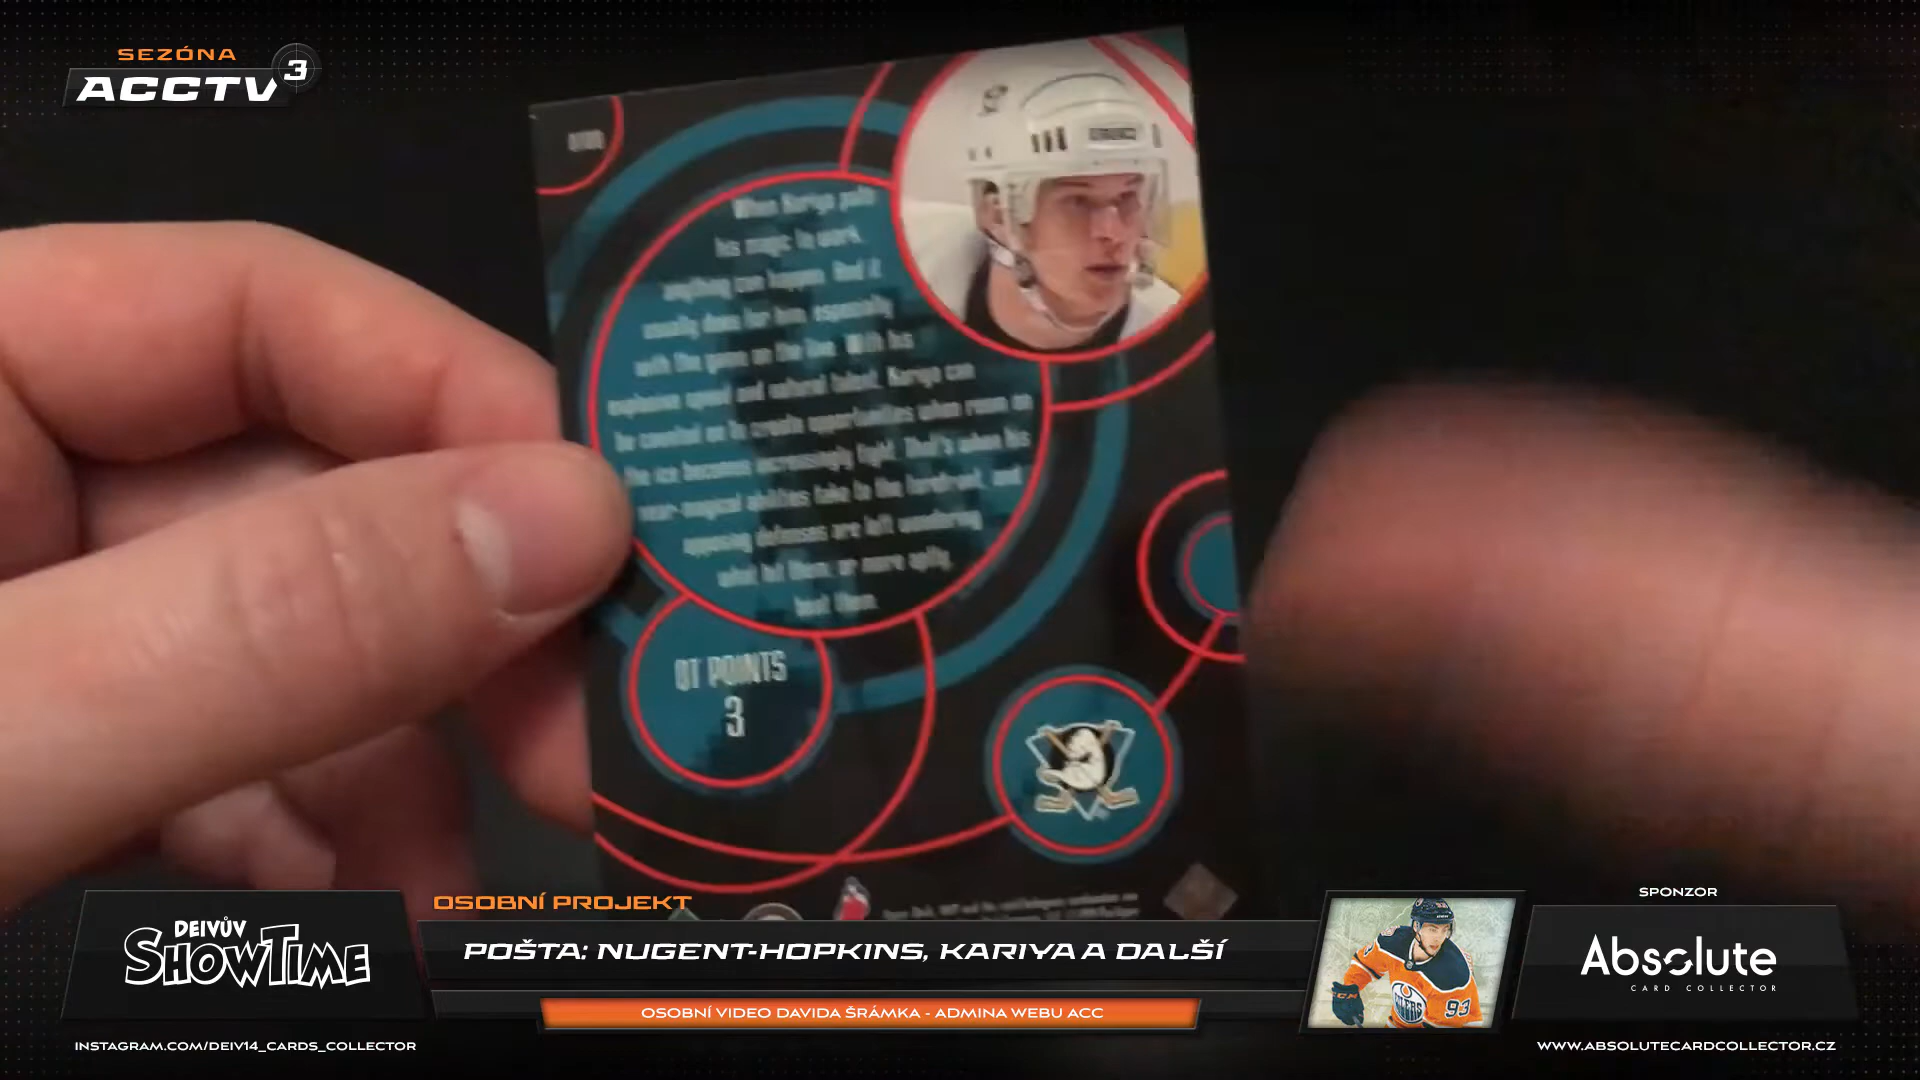 SEZÓNA
ACCTV 3
When Kariya puts
his magic to work,
anything can happen. And it
usually does for him, especially
with the game on the line. With his
explosive speed and natural talent, Kariya can
be counted on to create opportunities when room on
the ice becomes increasingly tight. That's when his
near-magical abilities take to the forefront, and
opposing defenses are left wondering
what hit them, or more aptly,
beat them.
OT POINTS
3
DEIVŮV
SHOWTIME
OSOBNÍ PROJEKT
POŠTA: NUGENT-HOPKINS, KARIYA A DALŠÍ
OSOBNÍ VIDEO DAVIDA ŠRÁMKA - ADMINA WEBU ACC
INSTAGRAM.COM/DEIV14_CARDS_COLLECTOR
OILERS
93
SPONZOR
Absolute
CARD COLLECTOR
WWW.ABSOLUTECARDCOLLECTOR.CZ